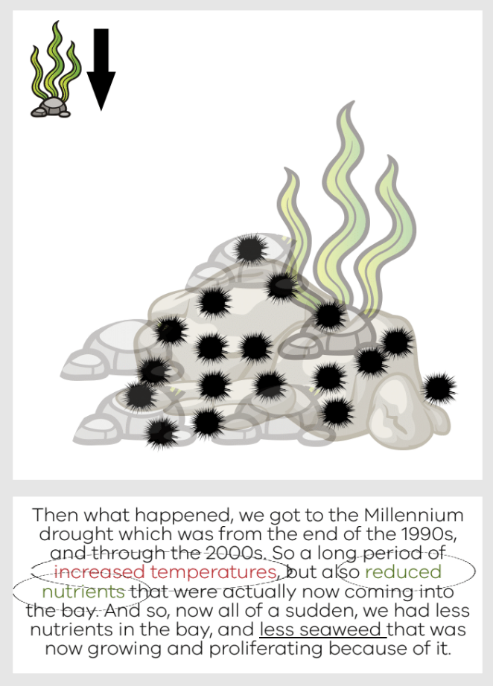 Then what happened, we got to the Millennium
drought which was from the end of the 1990s,
and through the 2000s. So a long period of
increased temperatures, but also reduced
nutrients that were actually now coming into
the bay. And so, now all of a sudden, we had less
nutrients in the bay, and less seaweed that was
now growing and proliferating because of it.